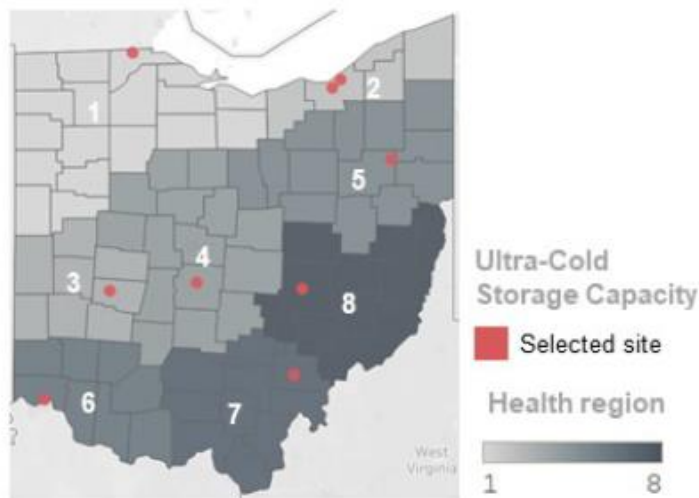 1
2
5
4
3
8
6
7
West
Virginia
Ultra-Cold
Storage Capacity
Selected site
Health region
1 8